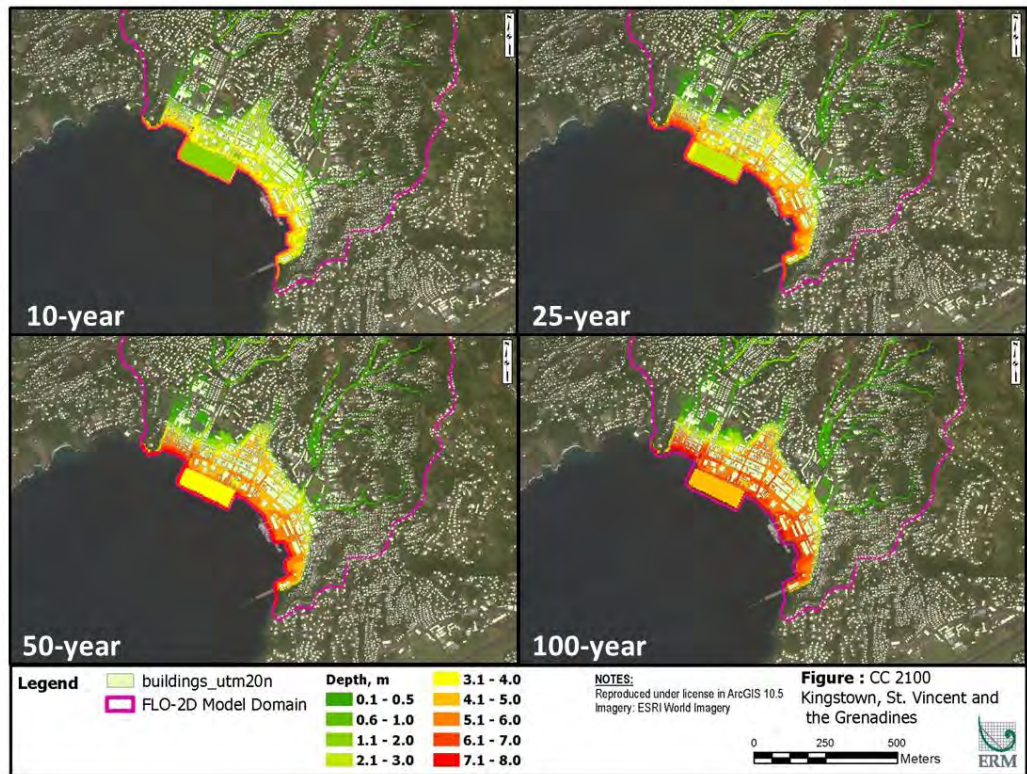 10-year
25-year
50-year
100-year
Legend
buildings_utm20n
FLO-2D Model Domain
Depth, m
0.1 - 0.5
0.6 - 1.0
1.1 - 2.0
2.1 - 3.0
3.1 - 4.0
4.1 - 5.0
5.1 - 6.0
6.1 - 7.0
7.1 - 8.0
NOTES:
Reproduced under license in ArcGIS 10.5
Imagery: ESRI World Imagery
Figure : CC 2100
Kingstown, St. Vincent and
the Grenadines
0 250 500
Meters
ERM